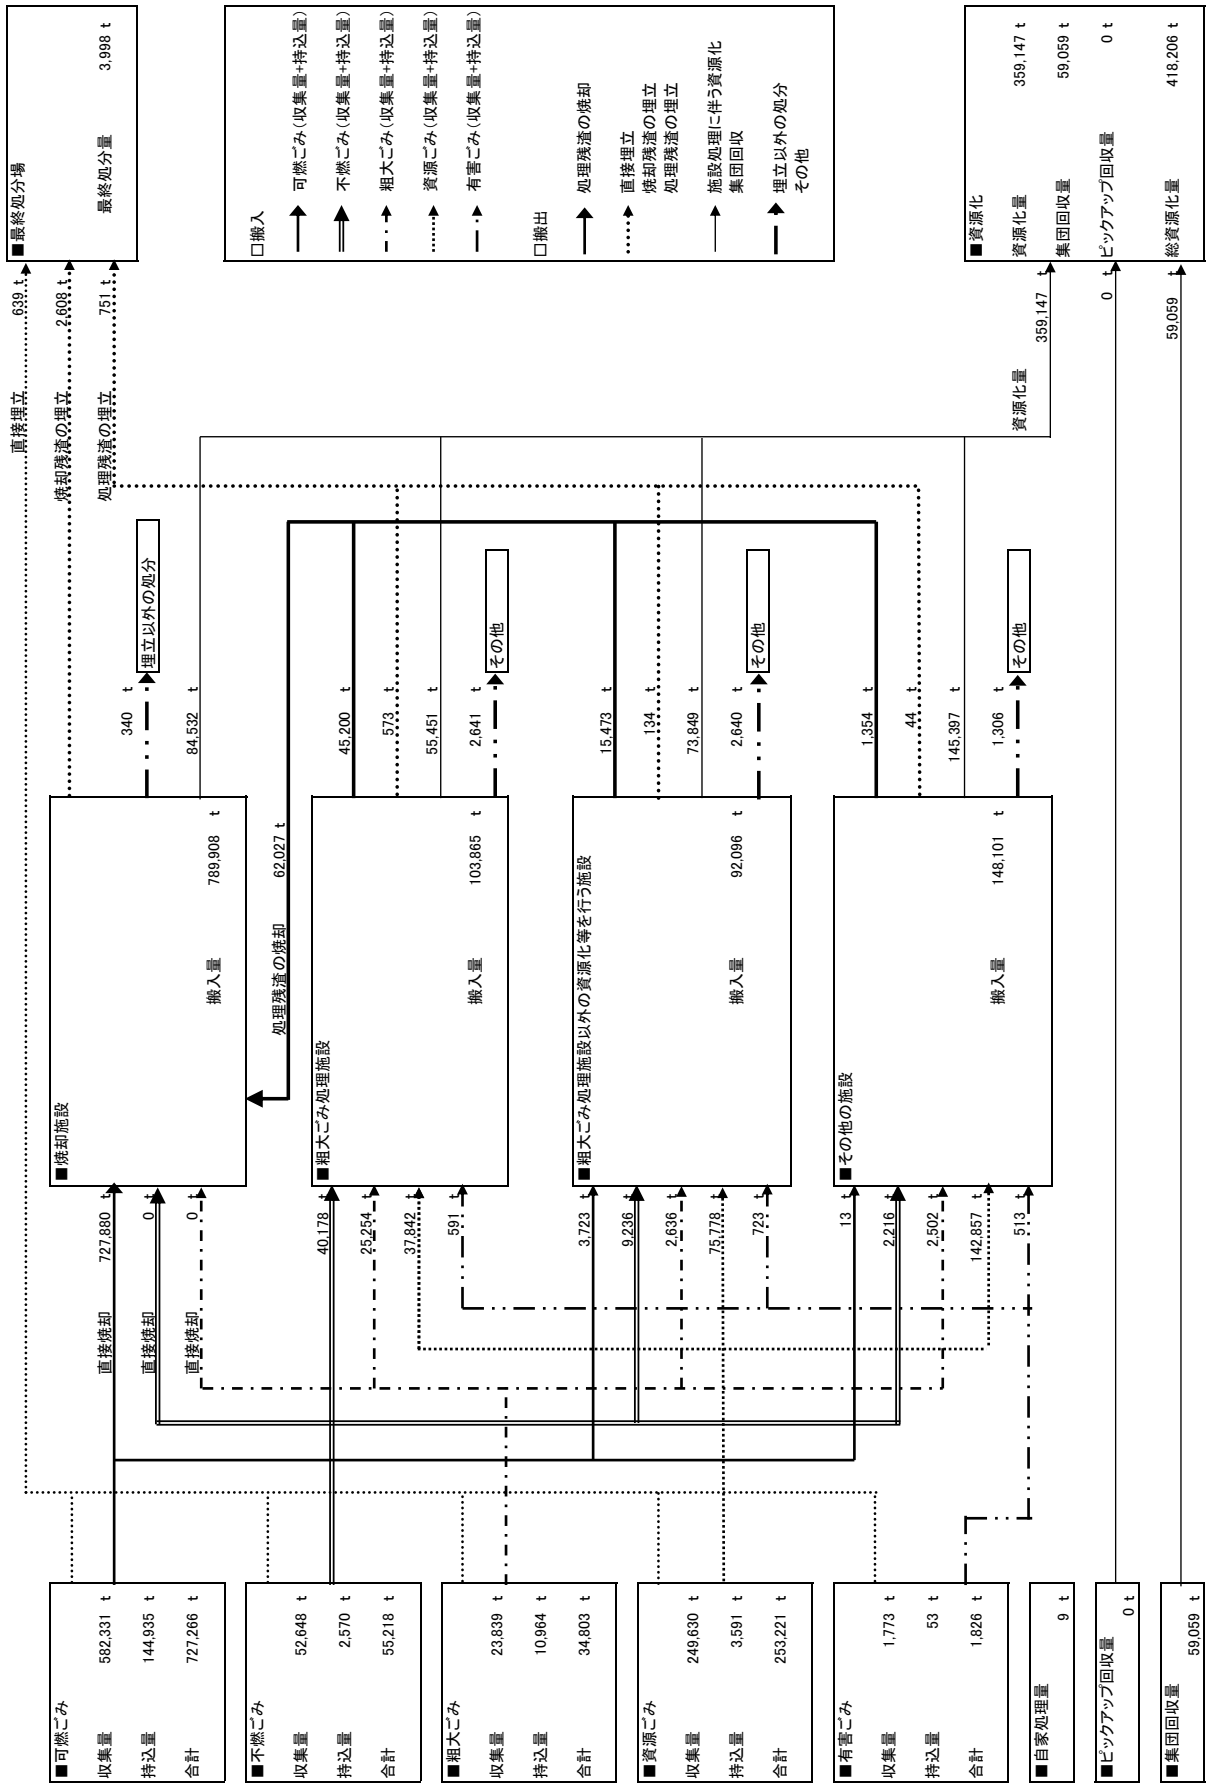 ■可燃ごみ
収集量 582,331 t
持込量 144,935 t
合計 727,266 t
■不燃ごみ
収集量 52,648 t
持込量 2,570 t
合計 55,218 t
■粗大ごみ
収集量 23,839 t
持込量 10,964 t
合計 34,803 t
■資源ごみ
収集量 249,630 t
持込量 3,591 t
合計 253,221 t
■有害ごみ
収集量 1,773 t
持込量 53 t
合計 1,826 t
■自家処理量
9 t
■ピックアップ回収量
0 t
■集団回収量
59,059 t
直接焼却 727,880 t
直接焼却 0 t
直接焼却 0 t
40,178 t
25,254 t
37,842 t
591 t
3,723 t
9,236 t
2,636 t
75,778 t
723 t
13 t
2,216 t
2,502 t
142,857 t
513 t
■焼却施設
搬入量 789,908 t
処理残渣の焼却 62,027 t
■粗大ごみ処理施設
搬入量 103,865 t
■粗大ごみ処理施設以外の資源化等を行う施設
搬入量 92,096 t
■その他の施設
搬入量 148,101 t
340 t
埋立以外の処分
84,532 t
45,200 t
573 t
55,451 t
2,641 t
その他
15,473 t
134 t
73,849 t
2,640 t
その他
1,354 t
44 t
145,397 t
1,306 t
その他
直接埋立 639 t
焼却残渣の埋立 2,608 t
処理残渣の埋立 751 t
資源化量 359,147 t
0 t
59,059 t
■最終処分場
最終処分量 3,998 t
□搬入
可燃ごみ(収集量+持込量)
不燃ごみ(収集量+持込量)
粗大ごみ(収集量+持込量)
資源ごみ(収集量+持込量)
有害ごみ(収集量+持込量)
□搬出
処理残渣の焼却
直接埋立
焼却残渣の埋立
処理残渣の埋立
施設処理に伴う資源化
集団回収
埋立以外の処分
その他
■資源化
資源化量 359,147 t
集団回収量 59,059 t
ピックアップ回収量 0 t
総資源化量 418,206 t